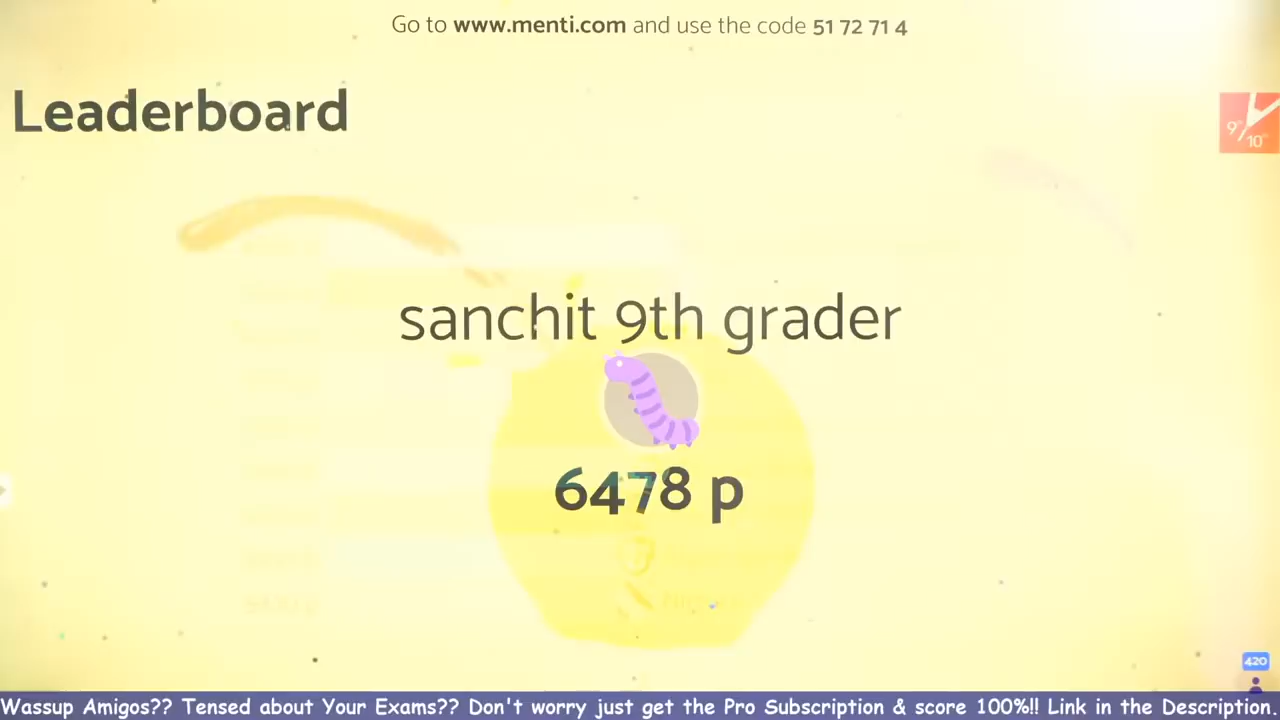 Go to www.menti.com and use the code 51 72 71 4
Leaderboard
9th/10th
sanchit 9th grader
6478 p
420
Wassup Amigos?? Tensed about Your Exams?? Don't worry just get the Pro Subscription & score 100%!! Link in the Description.